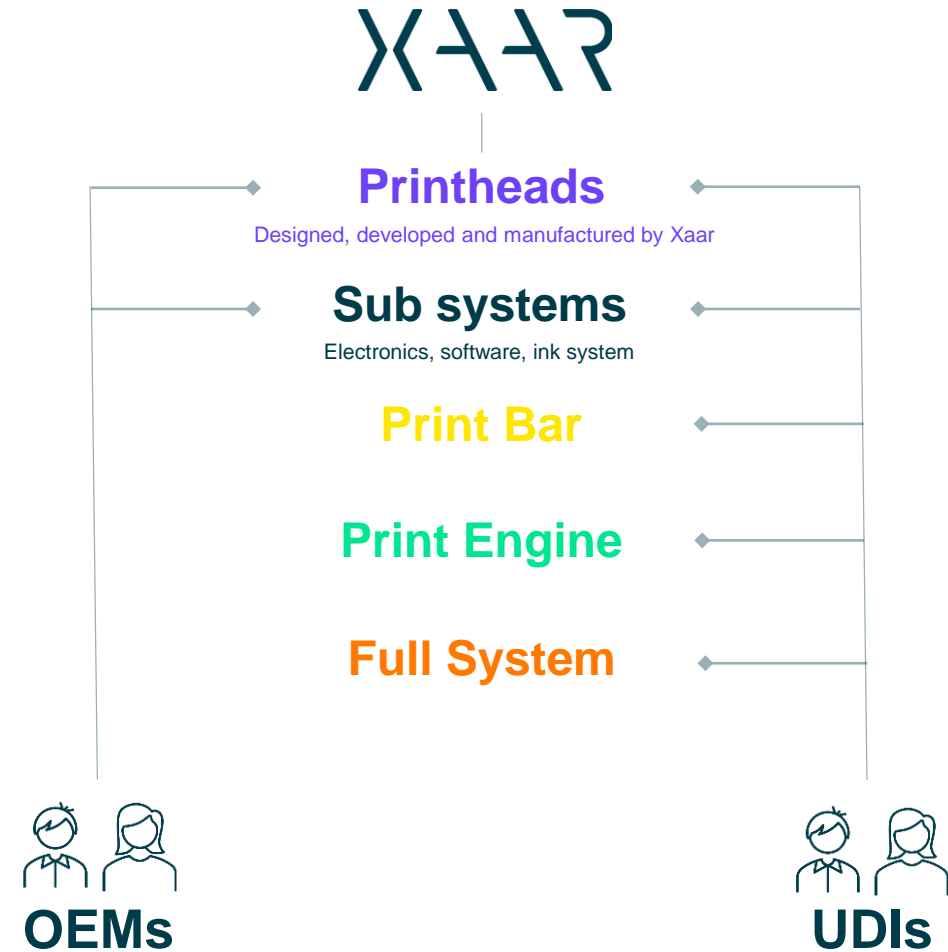 XAAR
Printheads
Designed, developed and manufactured by Xaar
Sub systems
Electronics, software, ink system
Print Bar
Print Engine
Full System
OEMs
UDIs